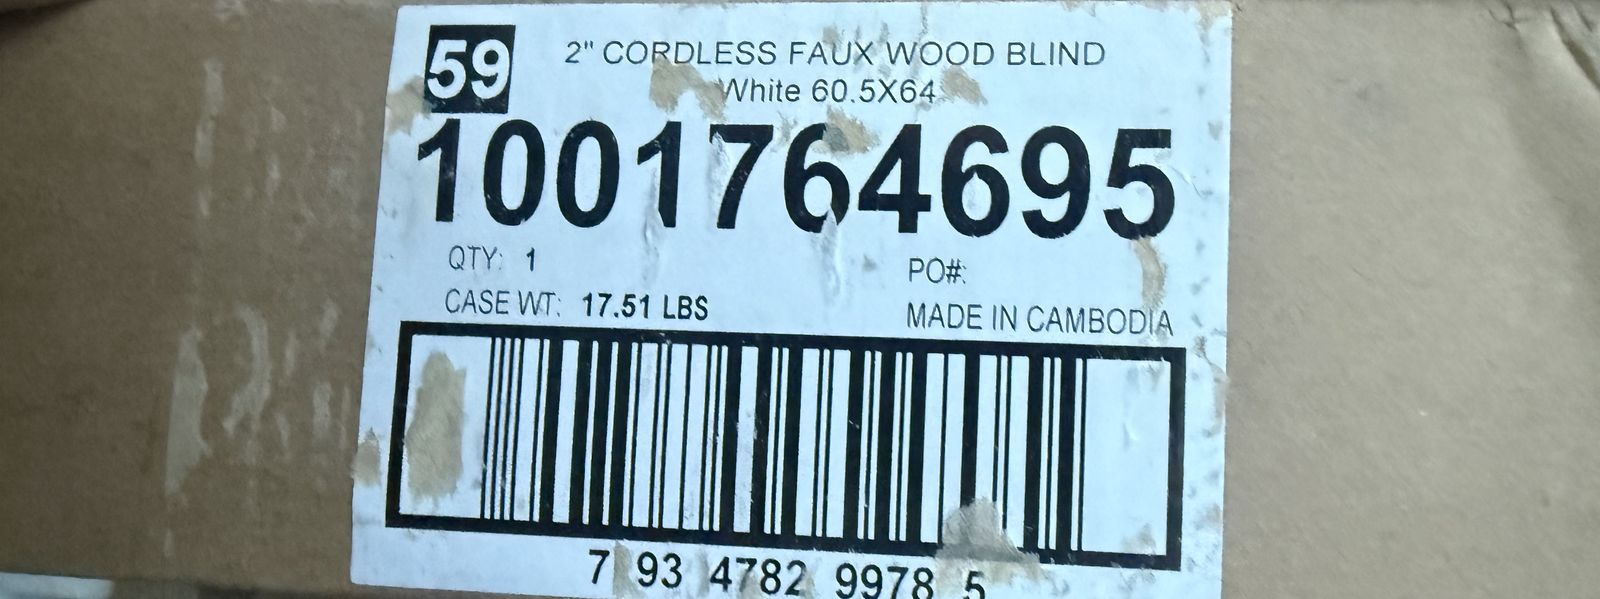 59
2" CORDLESS FAUX WOOD BLIND
White 60.5X64
1001764695
QTY: 1
PO#:
CASE WT: 17.51 LBS
MADE IN CAMBODIA
7 93 4782 9978 5